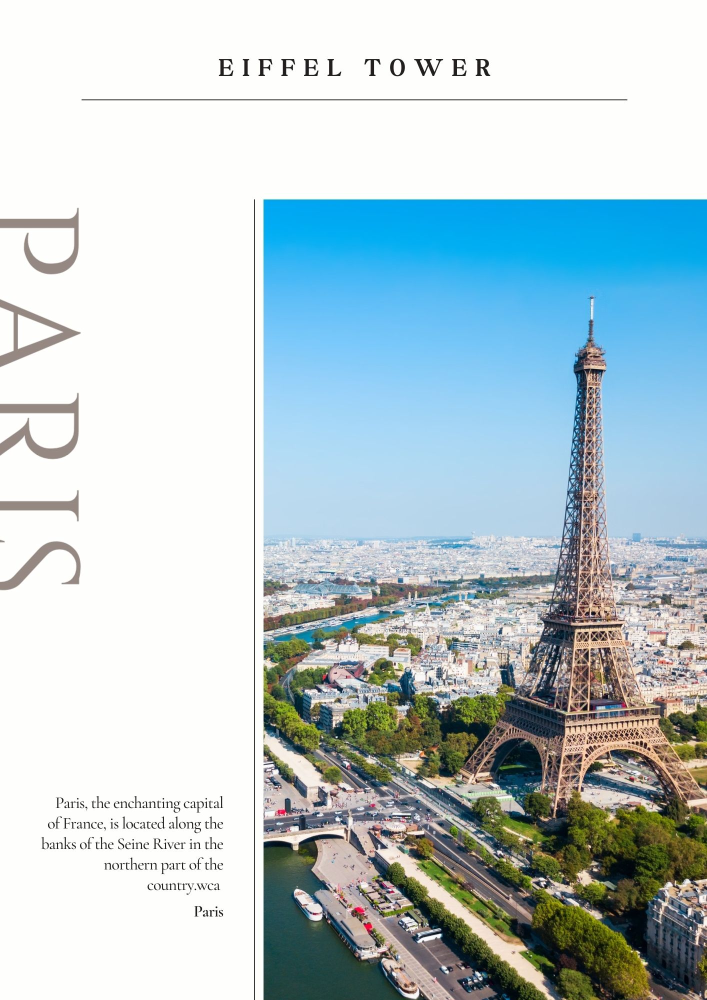 EIFFEL TOWER
PARIS
Paris, the enchanting capital
of France, is located along the
banks of the Seine River in the
northern part of the
country.wca
Paris